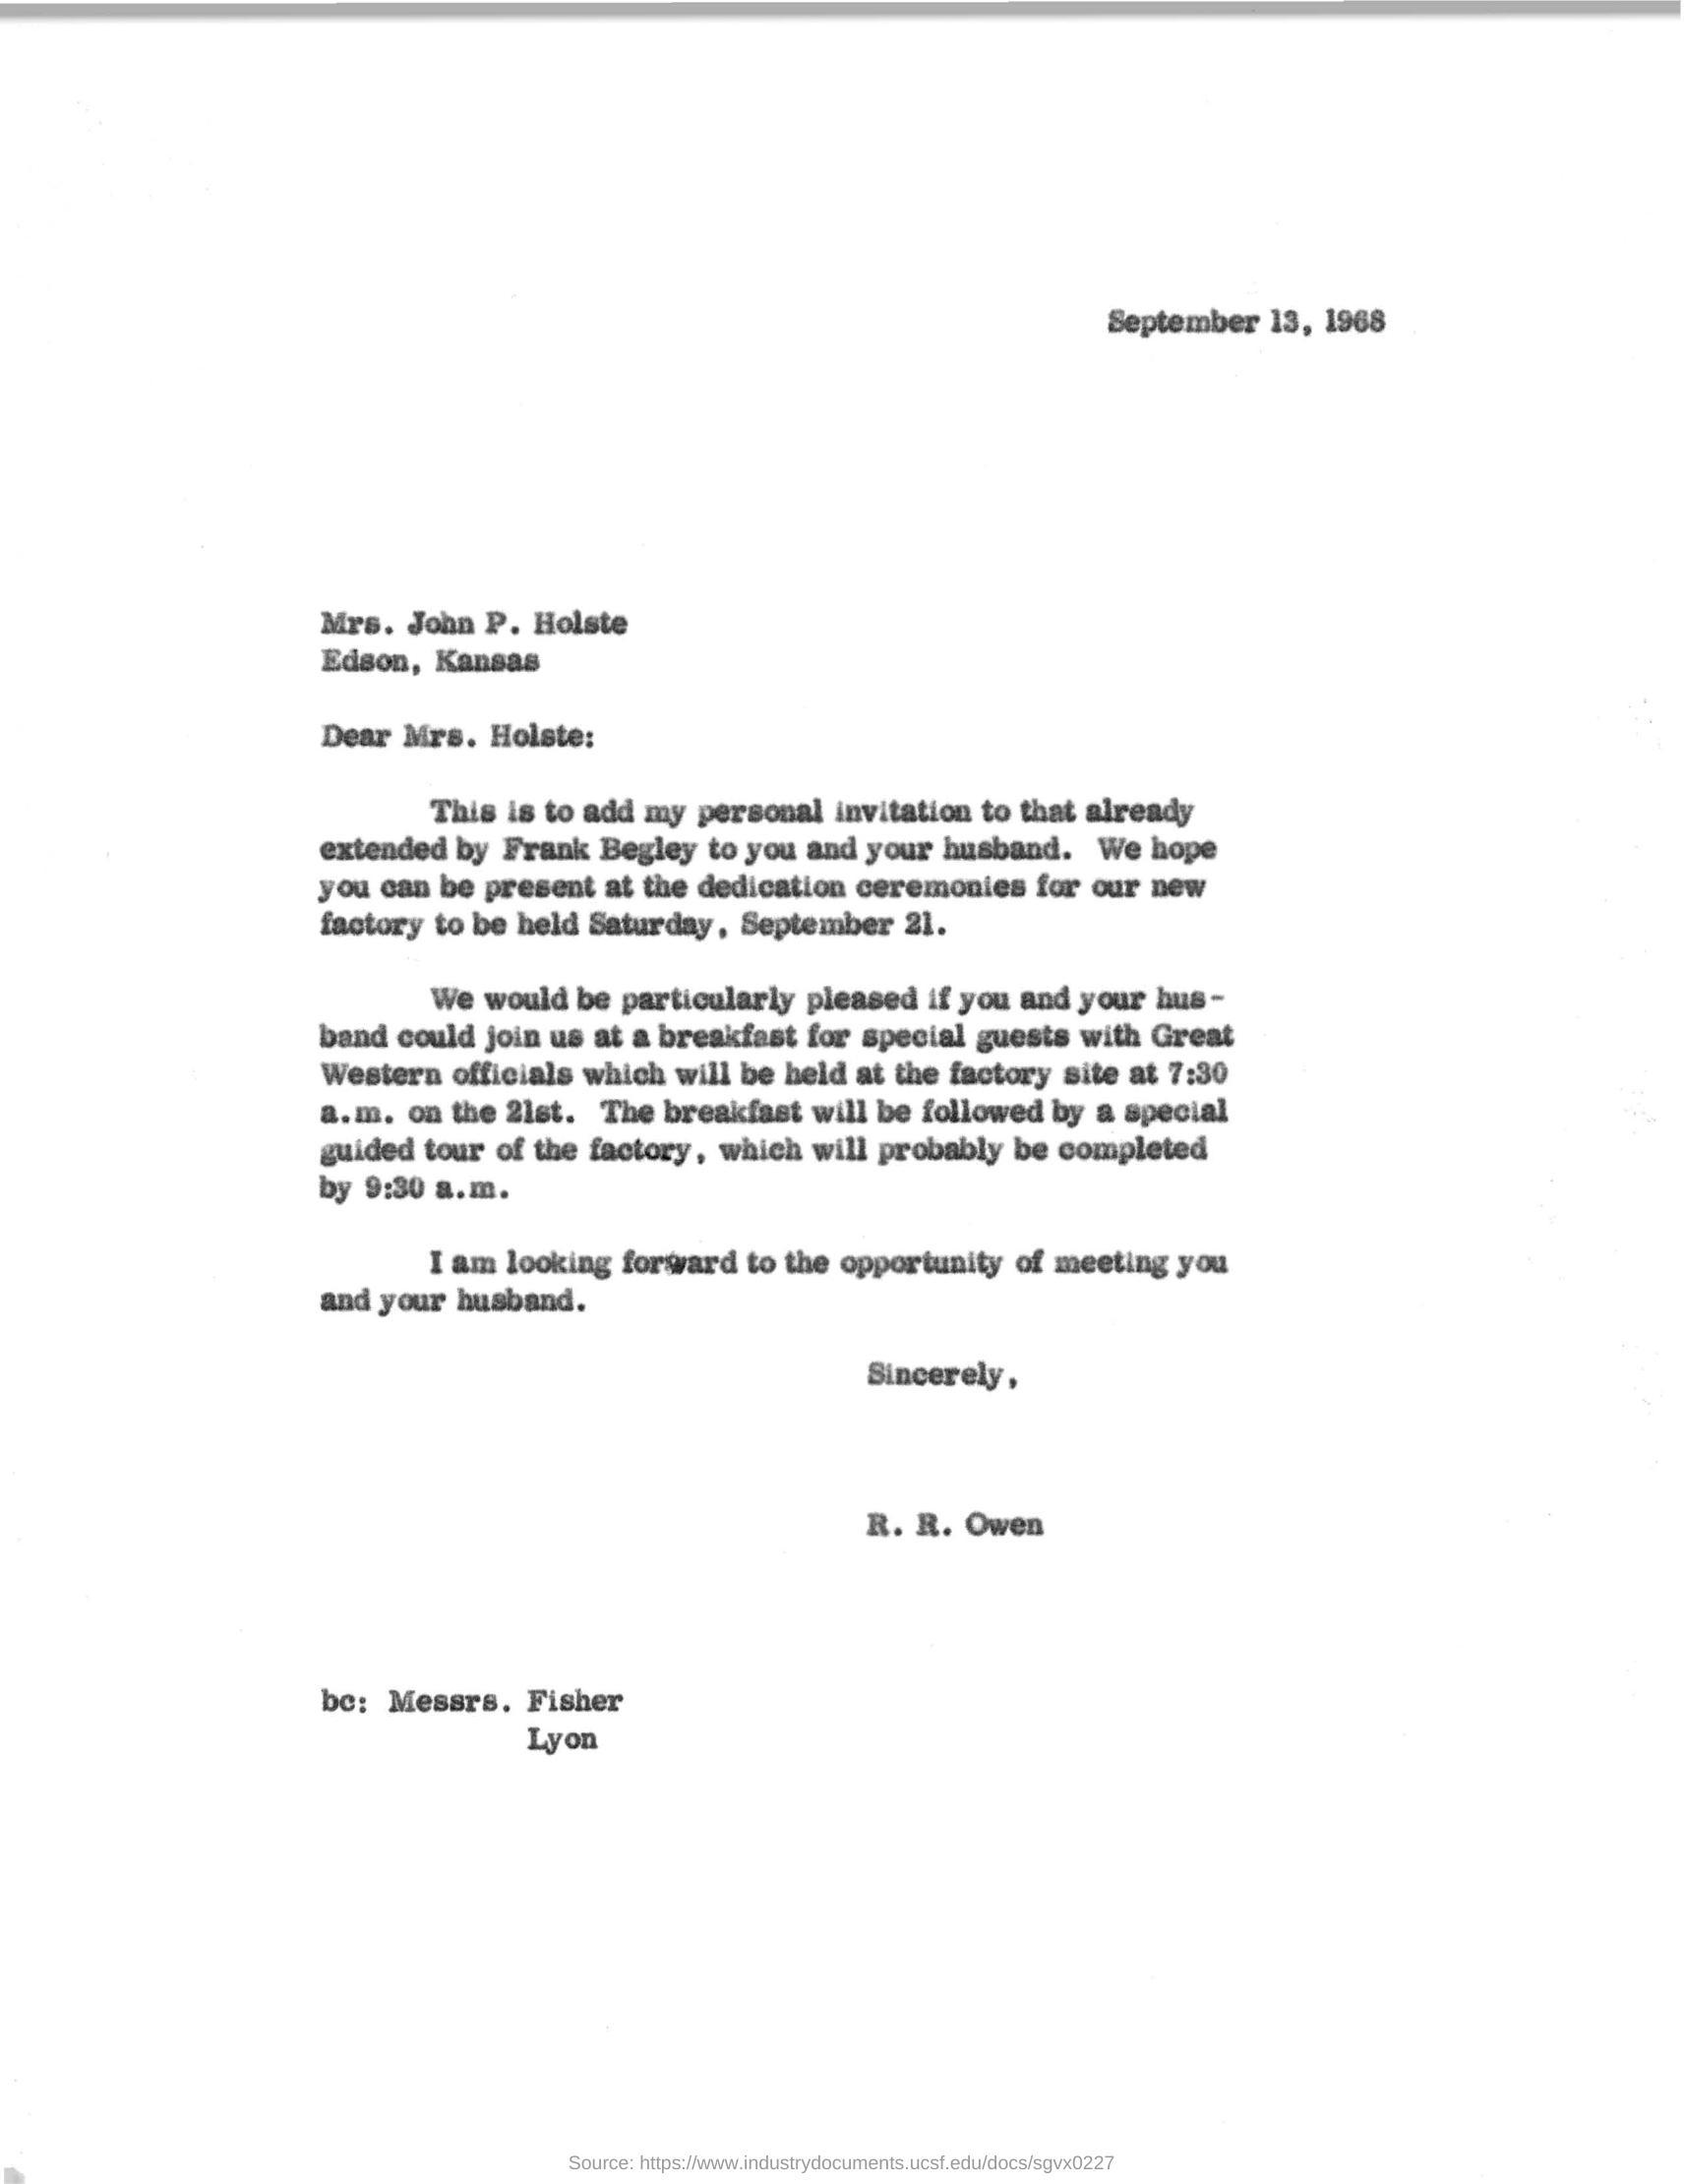 September 13, 1968
Mrs. John P. Holste
Edson, Kansas
Dear Mrs. Holste:
This is to add my personal invitation to that already
extended by Frank Begley to you and your husband. We hope
you can be present at the dedication ceremonies for our new
factory to be held Saturday, September 21.
We would be particularly pleased if you and your hus-
band could join us at a breakfast for special guests with Great
Western officials which will be held at the factory site at 7:30
a.m. on the 21st. The breakfast will be followed by a special
guided tour of the factory, which will probably be completed
by 9:30 a.m.
I am looking forward to the opportunity of meeting you
and your husband.
Sincerely,
R. R. Owen
bc: Messrs. Fisher
Lyon
Source: https://www.industrydocuments.ucsf.edu/docs/sgvx0227